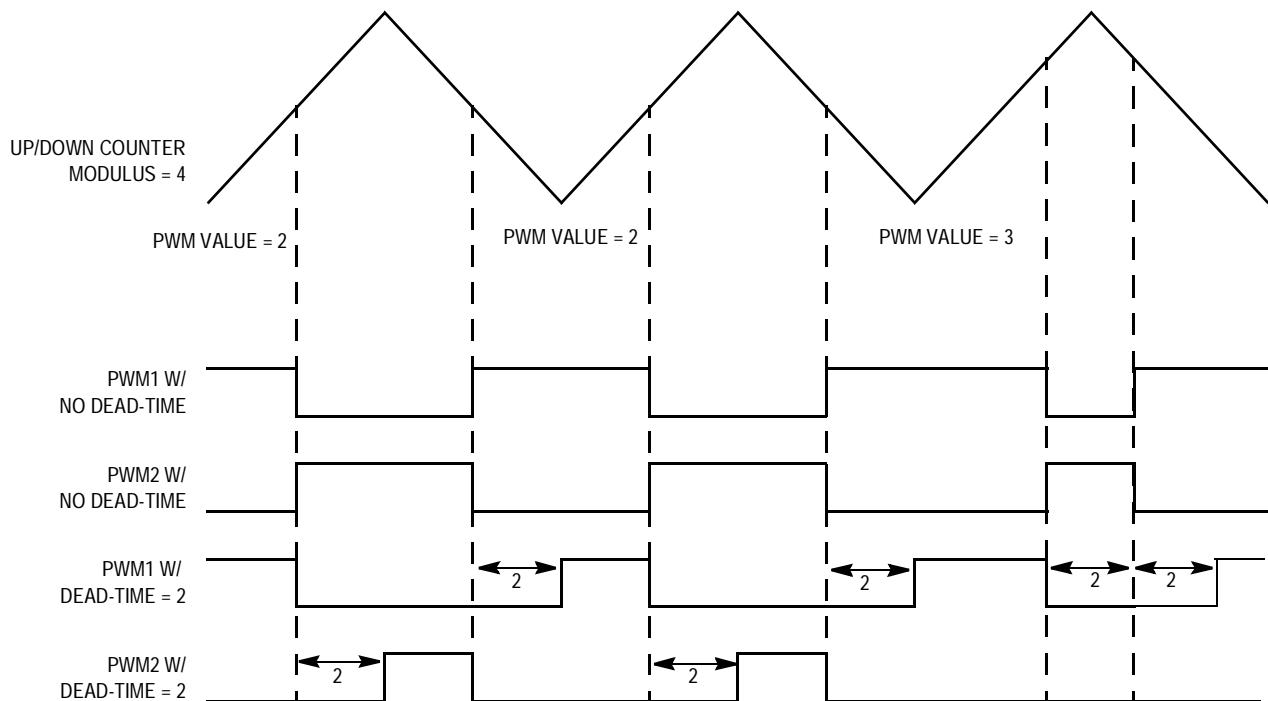 UP/DOWN COUNTER
MODULUS = 4
PWM VALUE = 2
PWM VALUE = 2
PWM VALUE = 3
PWM1 W/
NO DEAD-TIME
PWM2 W/
NO DEAD-TIME
PWM1 W/
DEAD-TIME = 2
2
2
2
2
PWM2 W/
DEAD-TIME = 2
2
2